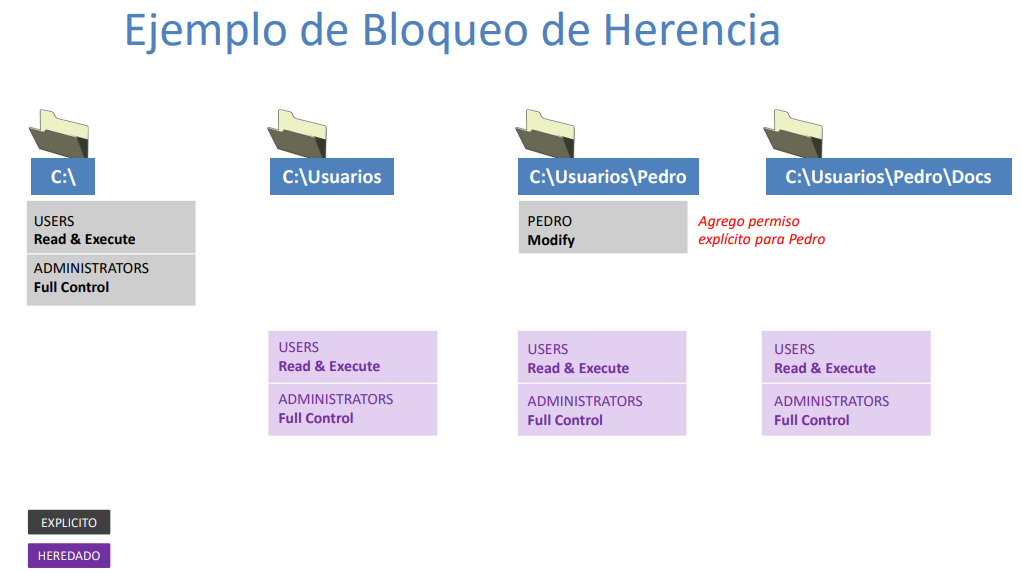 Ejemplo de Bloqueo de Herencia
C:\
C:\Usuarios
C:\Usuarios\Pedro
C:\Usuarios\Pedro\Docs
USERS
Read & Execute
ADMINISTRATORS
Full Control
PEDRO
Modify
Agrego permiso
explícito para Pedro
USERS
Read & Execute
ADMINISTRATORS
Full Control
USERS
Read & Execute
ADMINISTRATORS
Full Control
USERS
Read & Execute
ADMINISTRATORS
Full Control
EXPLICITO
HEREDADO